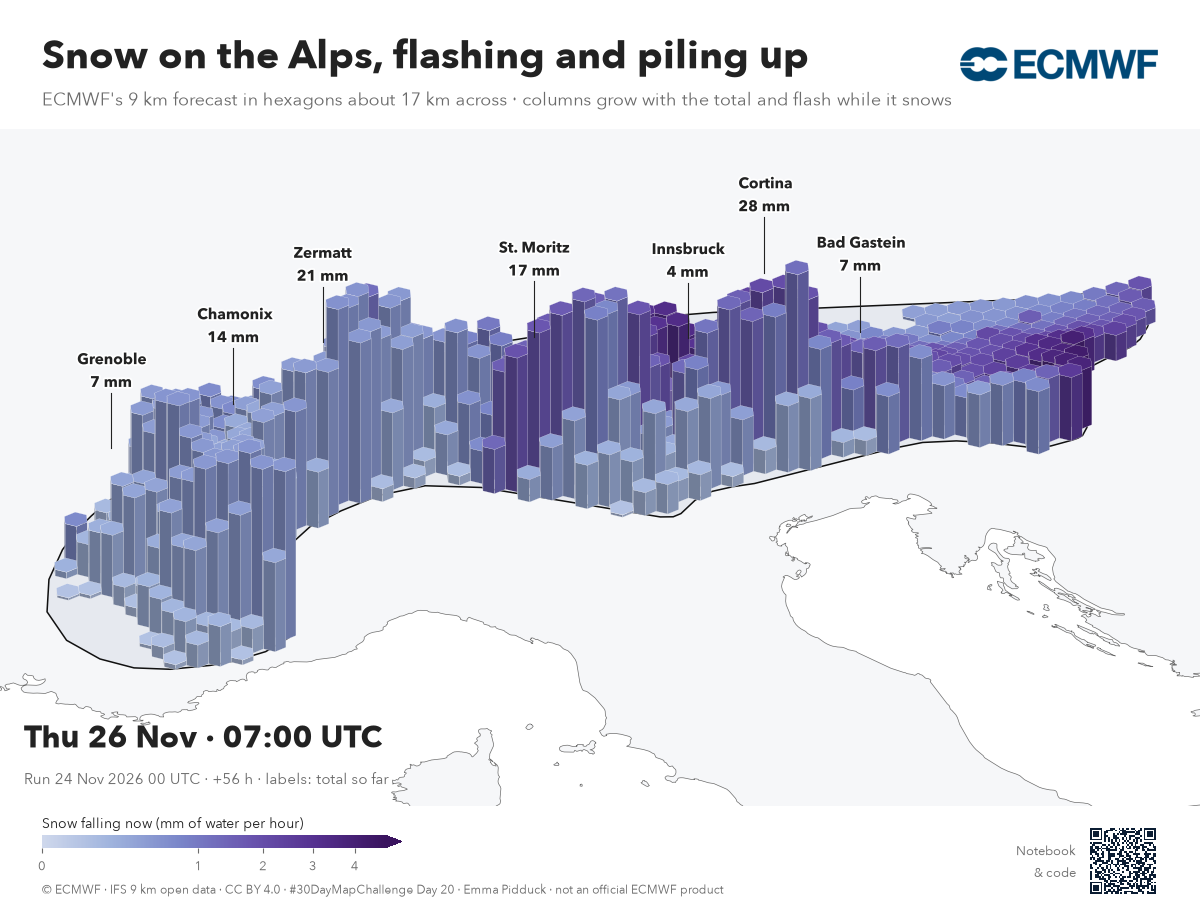 Snow on the Alps, flashing and piling up
ECMWF
ECMWF's 9 km forecast in hexagons about 17 km across · columns grow with the total and flash while it snows
Cortina
28 mm
Bad Gastein
7 mm
St. Moritz
17 mm
Innsbruck
4 mm
Zermatt
21 mm
Chamonix
14 mm
Grenoble
7 mm
Thu 26 Nov · 07:00 UTC
Run 24 Nov 2026 00 UTC · +56 h · labels: total so far
Snow falling now (mm of water per hour)
0 1 2 3 4
Notebook
& code
© ECMWF · IFS 9 km open data · CC BY 4.0 · #30DayMapChallenge Day 20 · Emma Pidduck · not an official ECMWF product